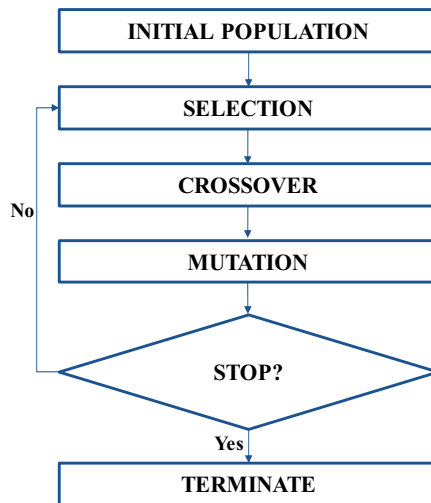 INITIAL POPULATION
SELECTION
CROSSOVER
No
MUTATION
STOP?
Yes
TERMINATE